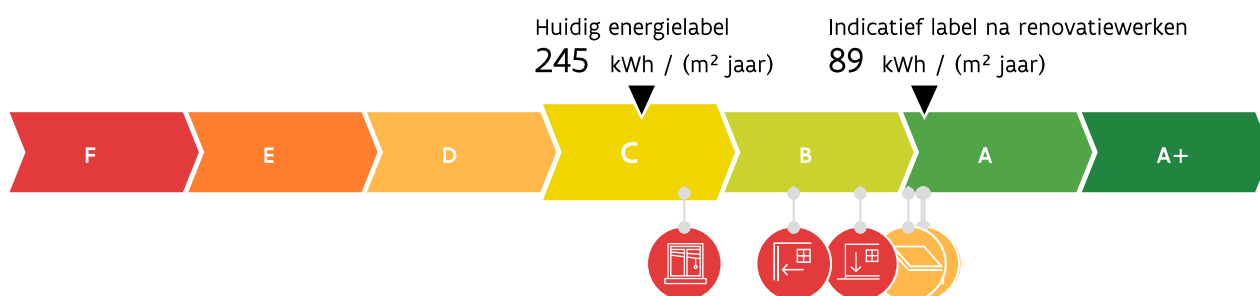 Huidig energielabel
245 kWh / (m² jaar)
Indicatief label na renovatiewerken
89 kWh / (m² jaar)
F E D C B A A+